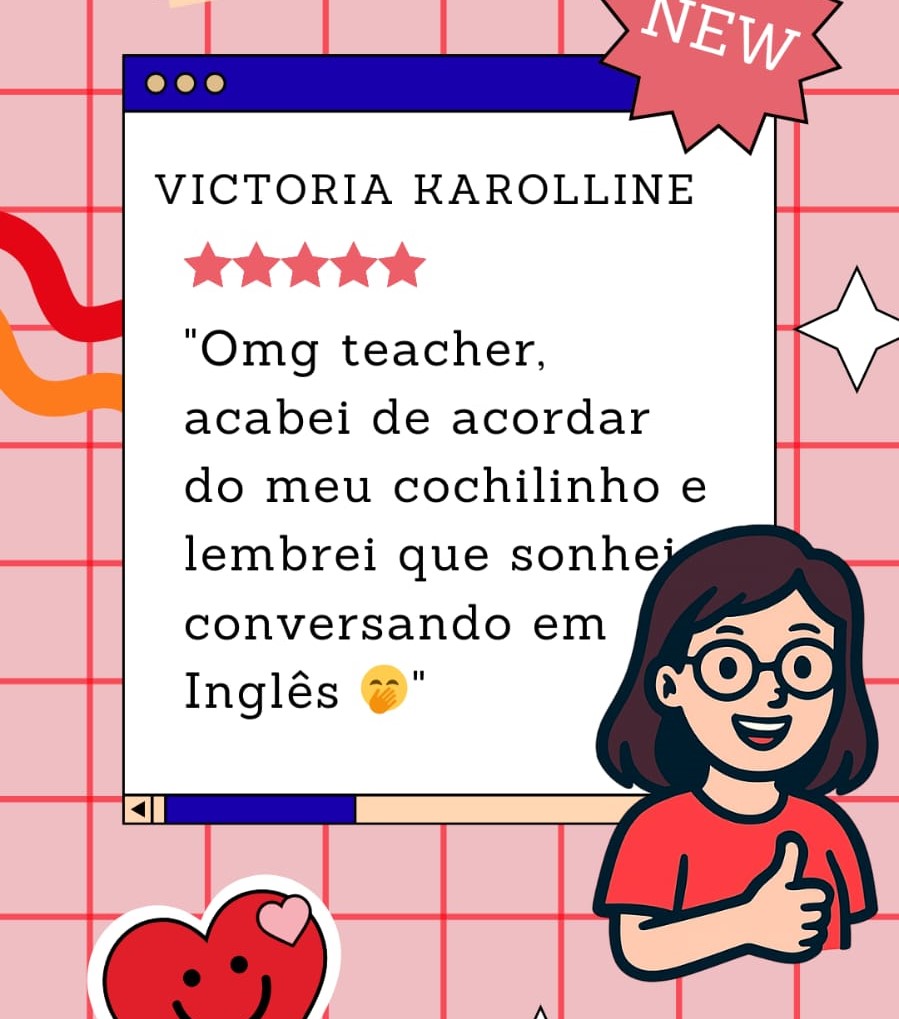 NEW
VICTORIA KAROLLINE
"Omg teacher,
acabei de acordar
do meu cochilinho e
lembrei que sonhei
conversando em
Inglês 🤭"